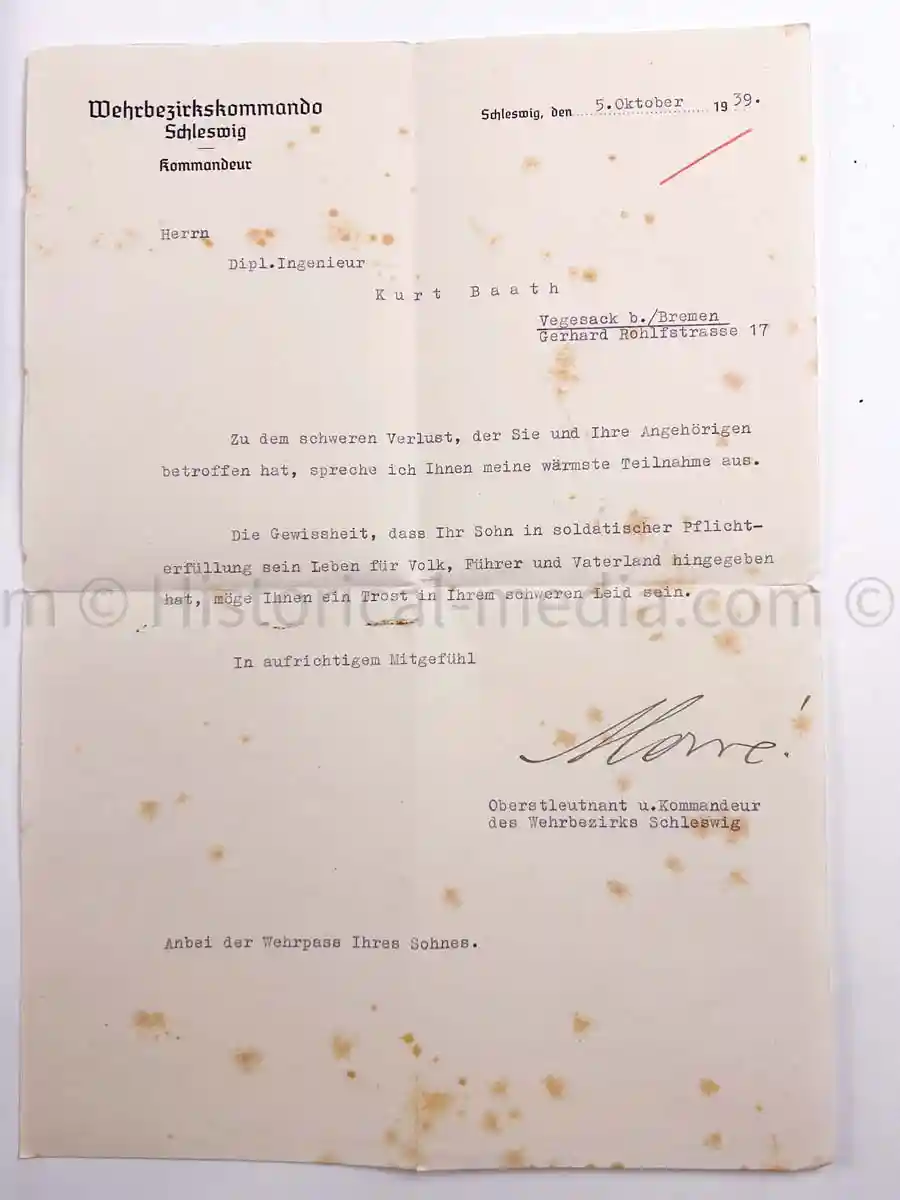 Wehrbezirkskommando
Schleswig
Kommandeur
Schleswig, den 5.Oktober 1939.
Herrn
Dipl.Ingenieur
Kurt Baath
Vegesack b./Bremen
Gerhard Rohlfstrasse 17
Zu dem schweren Verlust, der Sie und Ihre Angehörigen
betroffen hat, spreche ich Ihnen meine wärmste Teilnahme aus.
Die Gewissheit, dass Ihr Sohn in soldatischer Pflicht-
erfüllung sein Leben für Volk, Führer und Vaterland hingegeben
hat, möge Ihnen ein Trost in Ihrem schweren Leid sein.
m © Historical-media.com ©
In aufrichtigem Mitgefühl
Oberstleutnant u.Kommandeur
des Wehrbezirks Schleswig
Anbei der Wehrpass Ihres Sohnes.